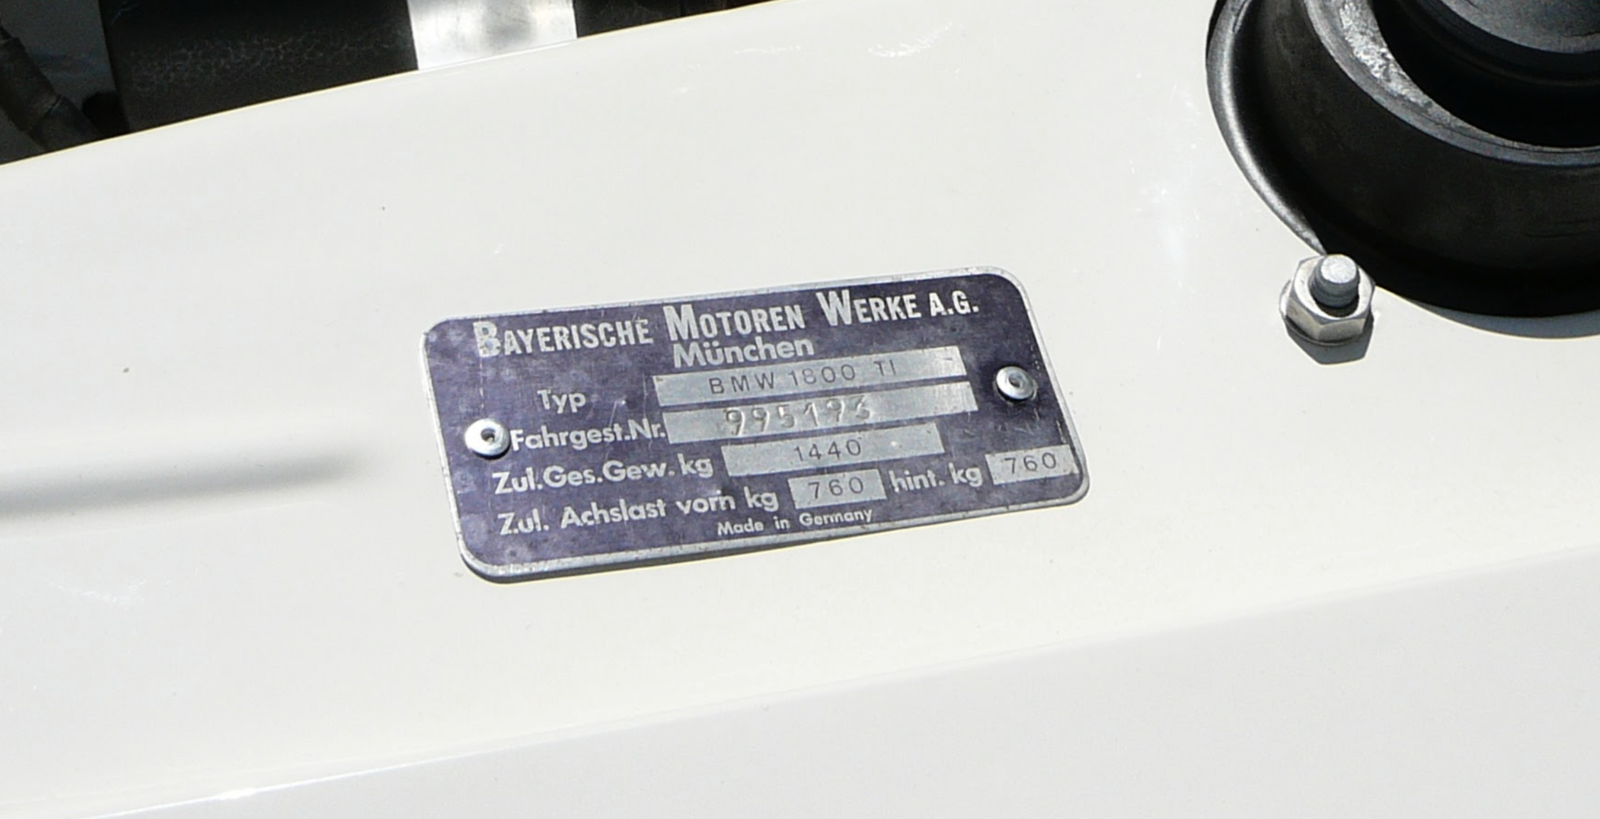 BAYERISCHE MOTOREN WERKE A.G.
München
Typ BMW 1800 TI
Fahrgest.Nr. 995193
Zul.Ges.Gew. kg 1440
Zul. Achslast vorn kg 760 hint. kg 760
Made in Germany